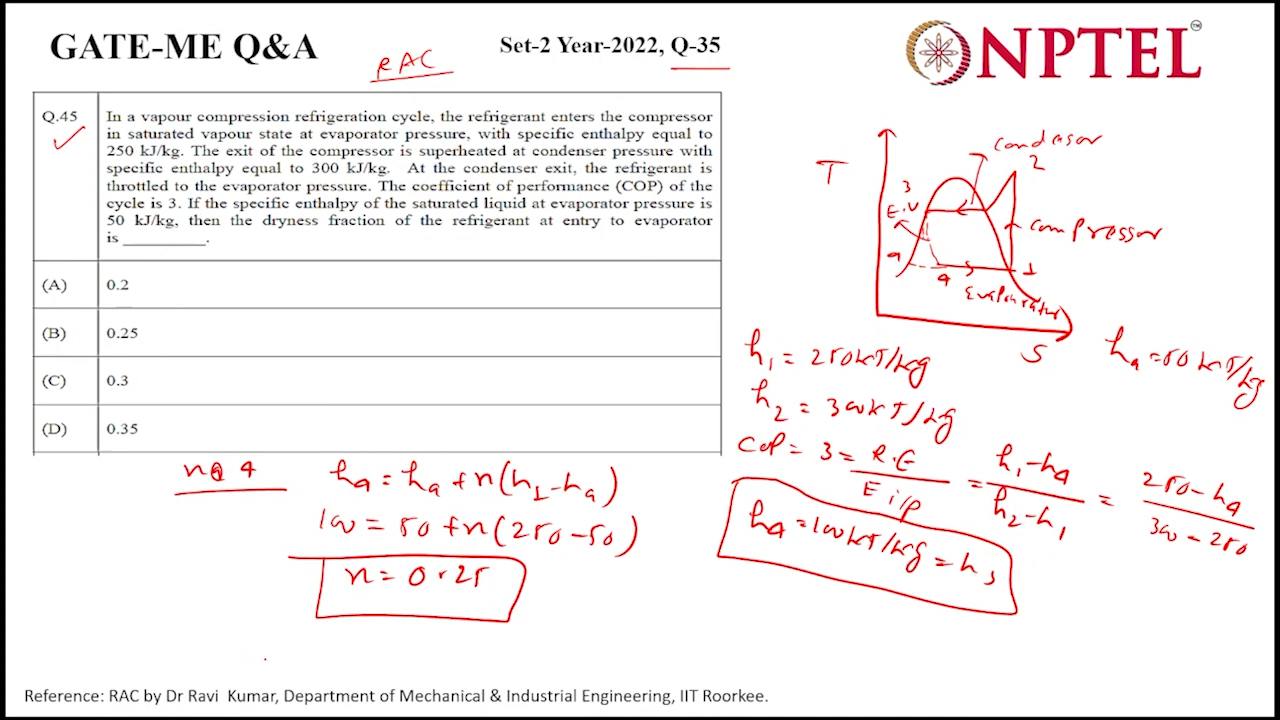 GATE-ME Q&A
Set-2 Year-2022, Q-35
NPTEL
TM
RAC
Q.45
In a vapour compression refrigeration cycle, the refrigerant enters the compressor
in saturated vapour state at evaporator pressure, with specific enthalpy equal to
250 kJ/kg. The exit of the compressor is superheated at condenser pressure with
specific enthalpy equal to 300 kJ/kg. At the condenser exit, the refrigerant is
throttled to the evaporator pressure. The coefficient of performance (COP) of the
cycle is 3. If the specific enthalpy of the saturated liquid at evaporator pressure is
50 kJ/kg, then the dryness fraction of the refrigerant at entry to evaporator
is __________.
(A) 0.2
(B) 0.25
(C) 0.3
(D) 0.35
T
condensor
2
3
E.V
compressor
a
4
1
Evaporator
S
h₁ = 250 kJ/kg
hₐ = 50 kJ/kg
h₂ = 300 kJ/kg
COP = 3 = R.E / E i/p = h₁-h₄ / h₂-h₁ = 250-h₄ / 300-250
h₄ = 100 kJ/kg = h₃
x @ 4
h₄ = hₐ + x(h₁-hₐ)
100 = 50 + x(250-50)
x = 0.25
Reference: RAC by Dr Ravi Kumar, Department of Mechanical & Industrial Engineering, IIT Roorkee.